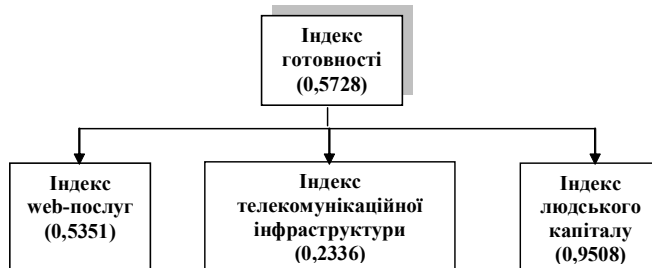 Індекс
готовності
(0,5728)
Індекс
web-послуг
(0,5351)
Індекс
телекомунікаційної
інфраструктури
(0,2336)
Індекс
людського
капіталу
(0,9508)